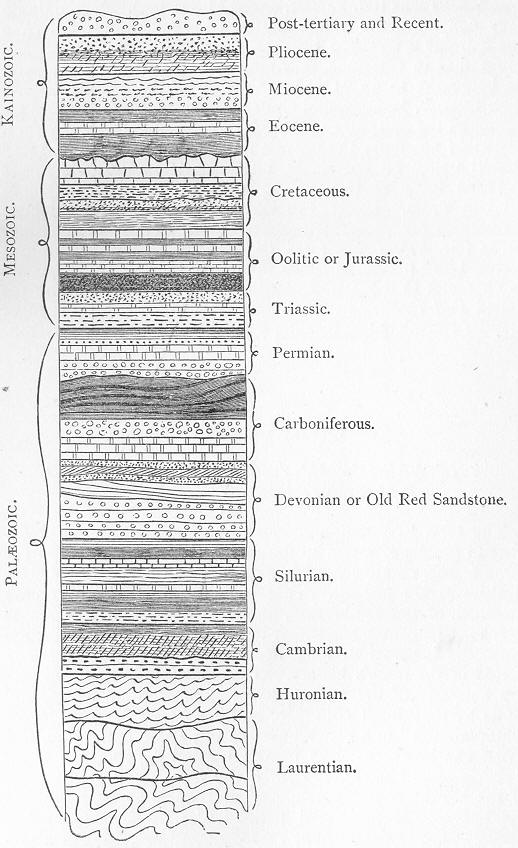 KAINOZOIC.
MESOZOIC.
PALÆOZOIC.
Post-tertiary and Recent.
Pliocene.
Miocene.
Eocene.
Cretaceous.
Oolitic or Jurassic.
Triassic.
Permian.
Carboniferous.
Devonian or Old Red Sandstone.
Silurian.
Cambrian.
Huronian.
Laurentian.